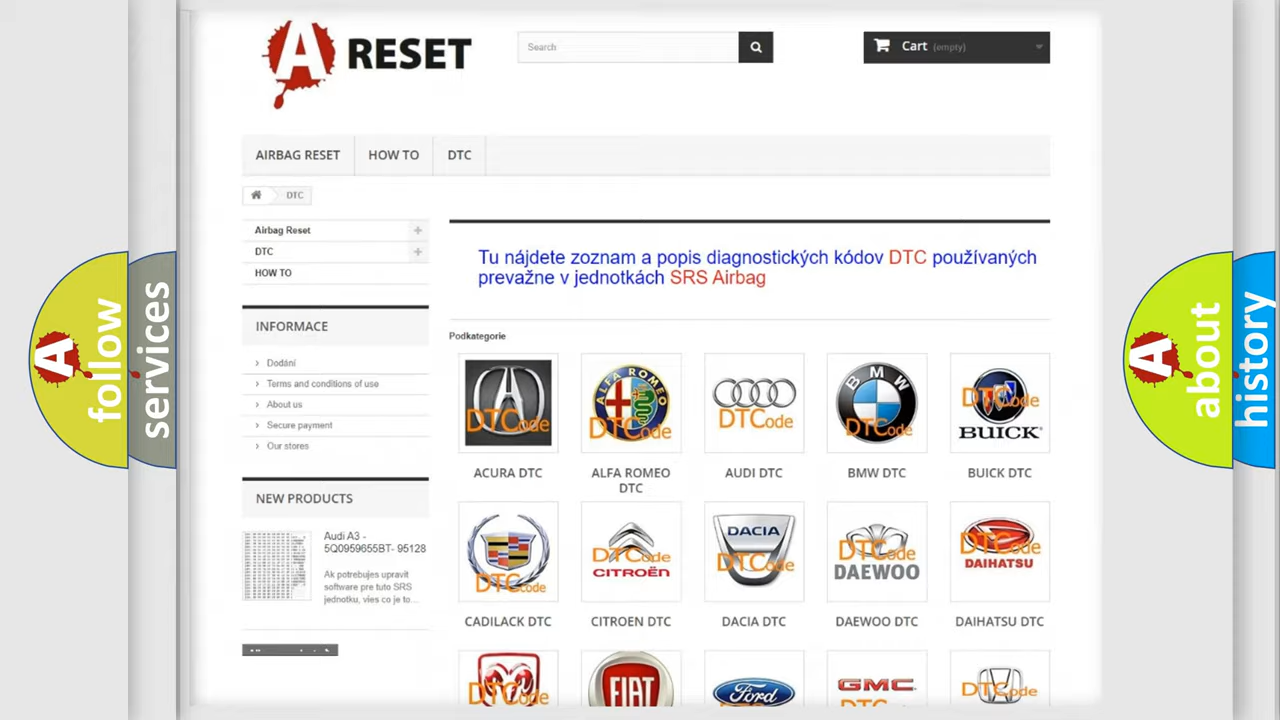 A RESET
Search
Cart (empty)
AIRBAG RESET
HOW TO
DTC
DTC
Airbag Reset
DTC
HOW TO
Tu nájdete zoznam a popis diagnostických kódov DTC používaných
prevažne v jednotkách SRS Airbag
INFORMACE
Dodání
Terms and conditions of use
About us
Secure payment
Our stores
Podkategorie
DTCode
ALFA ROMEO
DTCode
DTCode
BMW
DTCode
DTCode
BUICK
ACURA DTC
ALFA ROMEO
DTC
AUDI DTC
BMW DTC
BUICK DTC
NEW PRODUCTS
Audi A3 -
5Q0959655BT- 95128
Ak potrebujes upravit
software pre tuto SRS
jednotku, vies co je to...
DTCode
DTCode
CITROËN
DACIA
DTCode
DTCode
DAEWOO
DTCode
DAIHATSU
CADILACK DTC
CITROEN DTC
DACIA DTC
DAEWOO DTC
DAIHATSU DTC
DTCode
FIAT
Ford
GMC
DTCode
A follow
services
A about
history